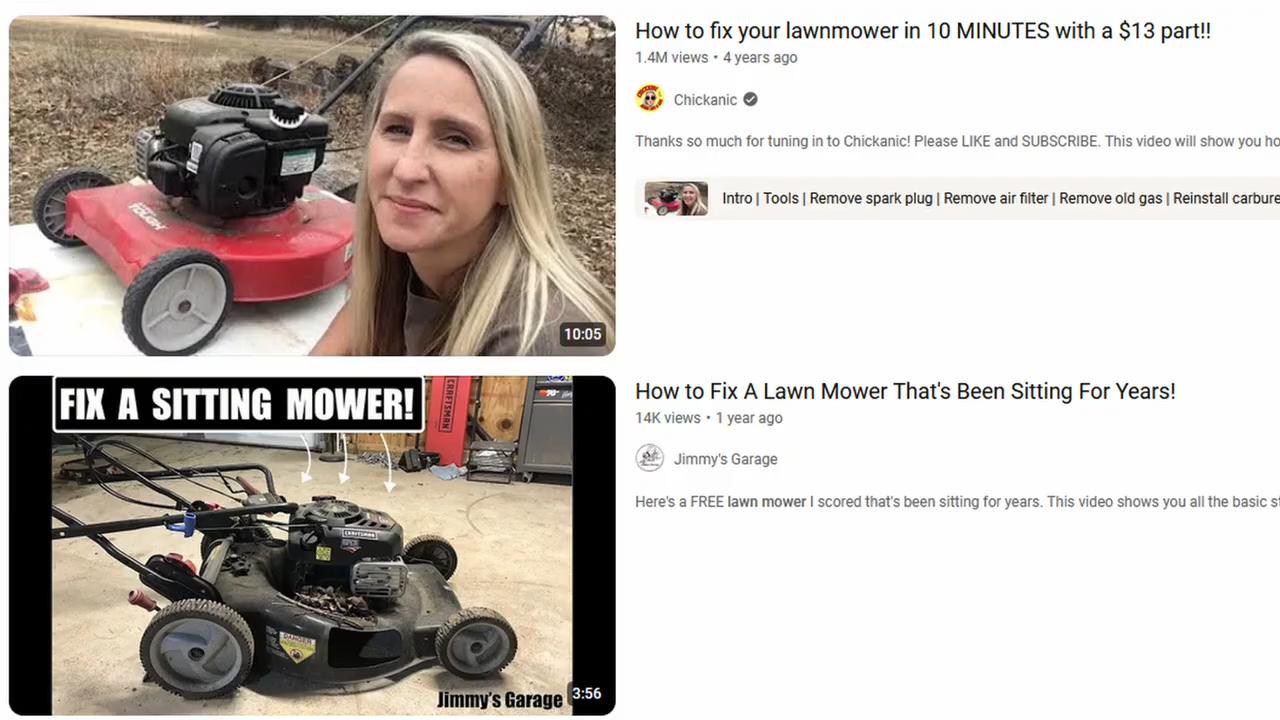 How to fix your lawnmower in 10 MINUTES with a $13 part!!
1.4M views • 4 years ago
Chickanic
Thanks so much for tuning in to Chickanic! Please LIKE and SUBSCRIBE. This video will show you ho
Intro | Tools | Remove spark plug | Remove air filter | Remove old gas | Reinstall carbure
10:05
FIX A SITTING MOWER!
CRAFTSMAN
CRAFTSMAN
DANGER
Jimmy's Garage
3:56
How to Fix A Lawn Mower That's Been Sitting For Years!
14K views • 1 year ago
Jimmy's Garage
Here's a FREE lawn mower I scored that's been sitting for years. This video shows you all the basic st